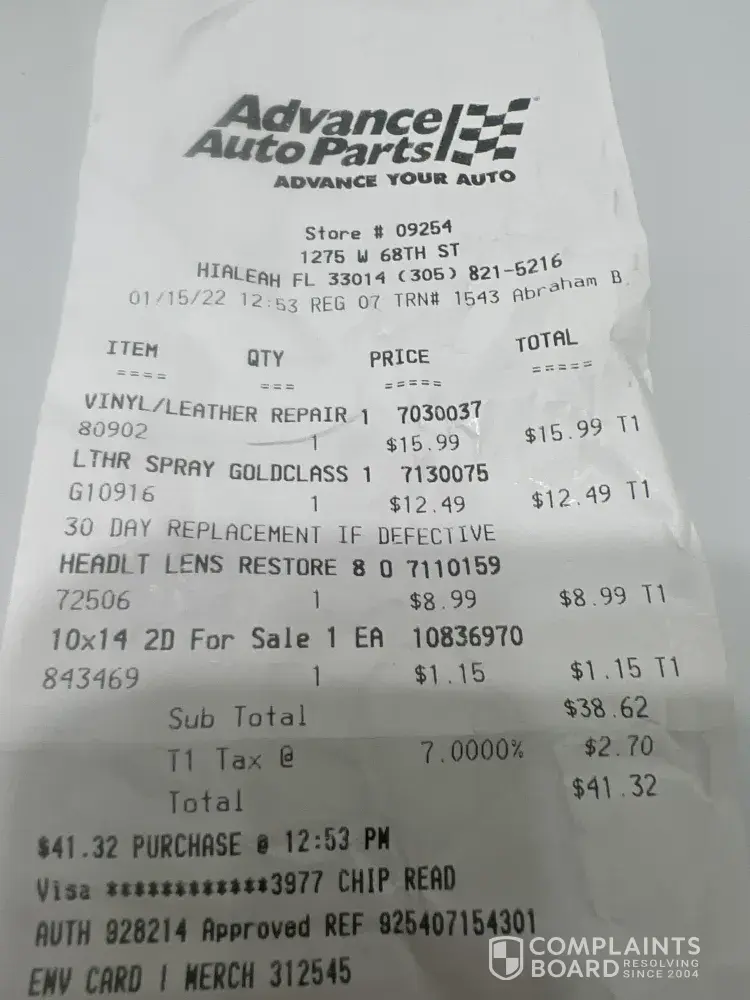 Advance
Auto Parts
ADVANCE YOUR AUTO
Store # 09254
1275 W 68TH ST
HIALEAH FL 33014 (305) 821-5216
01/15/22 12:53 REG 07 TRN# 1543 Abraham B
ITEM QTY PRICE TOTAL
==== === ===== =====
VINYL/LEATHER REPAIR 1 7030037
80902 1 $15.99 $15.99 T1
LTHR SPRAY GOLDCLASS 1 7130075
G10916 1 $12.49 $12.49 T1
30 DAY REPLACEMENT IF DEFECTIVE
HEADLT LENS RESTORE 8 O 7110159
72506 1 $8.99 $8.99 T1
10x14 2D For Sale 1 EA 10836970
843469 1 $1.15 $1.15 T1
Sub Total $38.62
T1 Tax @ 7.0000% $2.70
Total $41.32
$41.32 PURCHASE @ 12:53 PM
Visa ************3977 CHIP READ
AUTH 928214 Approved REF 925407154301
EMV CARD | MERCH 312545
COMPLAINTS
BOARD RESOLVING SINCE 2004